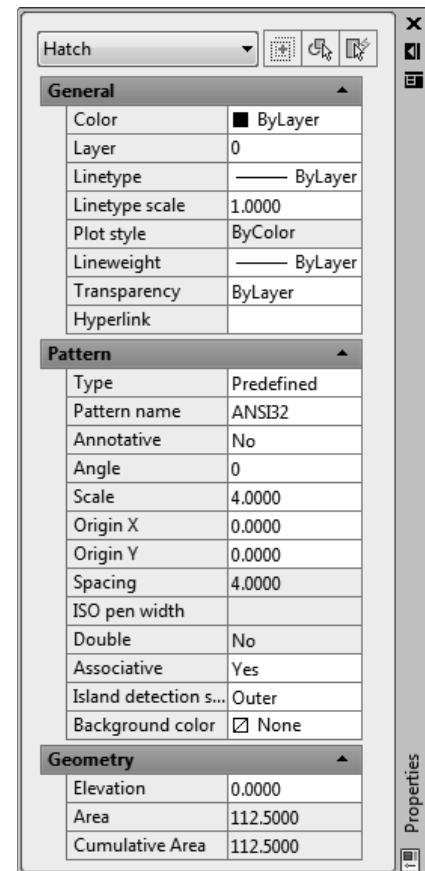 Hatch
General
Color ByLayer
Layer 0
Linetype ByLayer
Linetype scale 1.0000
Plot style ByColor
Lineweight ByLayer
Transparency ByLayer
Hyperlink
Pattern
Type Predefined
Pattern name ANSI32
Annotative No
Angle 0
Scale 4.0000
Origin X 0.0000
Origin Y 0.0000
Spacing 4.0000
ISO pen width
Double No
Associative Yes
Island detection s... Outer
Background color None
Geometry
Elevation 0.0000
Area 112.5000
Cumulative Area 112.5000
Properties